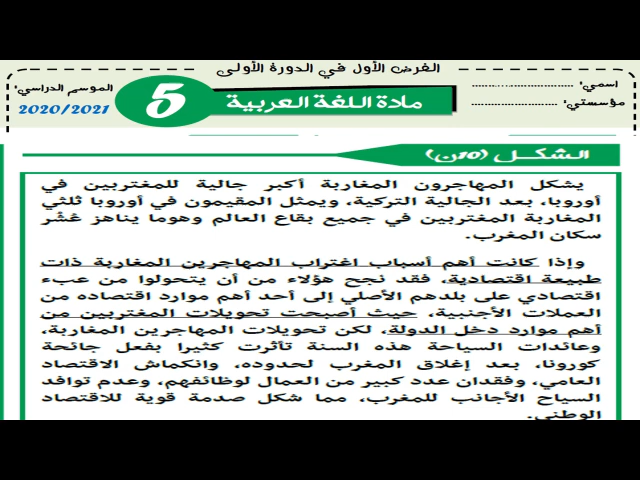 الفرض الأول في الدورة الأولى
اسمي: ........................
مؤسستي: ........................
مادة اللغة العربية
5
الموسم الدراسي:
2020/2021
الشكل (10ن)
يشكل المهاجرون المغاربة أكبر جالية للمغتربين في
أوروبا، بعد الجالية التركية، ويمثل المقيمون في أوروبا ثلثي
المغاربة المغتربين في جميع بقاع العالم وهوما يناهز عُشُر
سكان المغرب.
وإذا كانت أهم أسباب اغتراب المهاجرين المغاربة ذات
طبيعة اقتصادية، فقد نجح هؤلاء من أن يتحولوا من عبء
اقتصادي على بلدهم الأصلي إلى أحد أهم موارد اقتصاده من
العملات الأجنبية، حيث أصبحت تحويلات المغتربين من
أهم موارد دخل الدولة، لكن تحويلات المهاجرين المغاربة،
وعائدات السياحة هذه السنة تأثرت كثيرا بفعل جائحة
كورونا، بعد إغلاق المغرب لحدوده، وانكماش الاقتصاد
العامي، وفقدان عدد كبير من العمال لوظائفهم، وعدم توافد
السياح الأجانب للمغرب، مما شكل صدمة قوية للاقتصاد
الوطني.